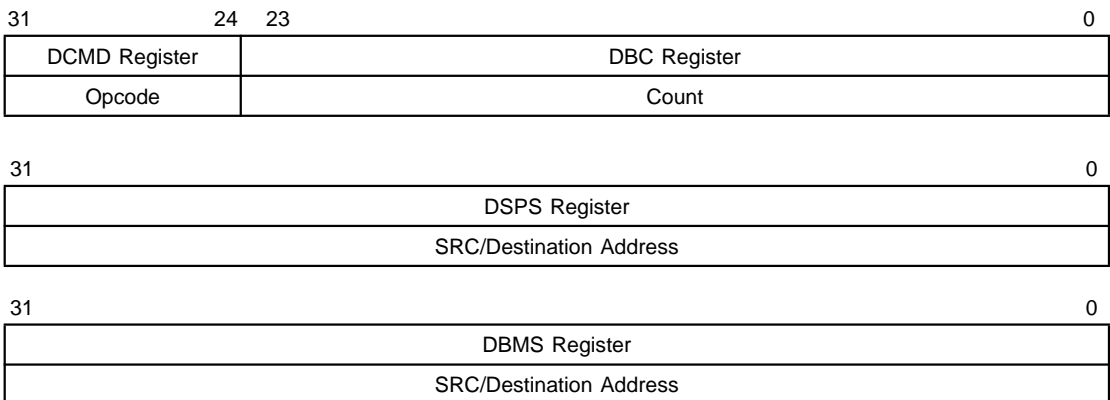 31 24 23 0
DCMD Register DBC Register
Opcode Count
31 0
DSPS Register
SRC/Destination Address
31 0
DBMS Register
SRC/Destination Address